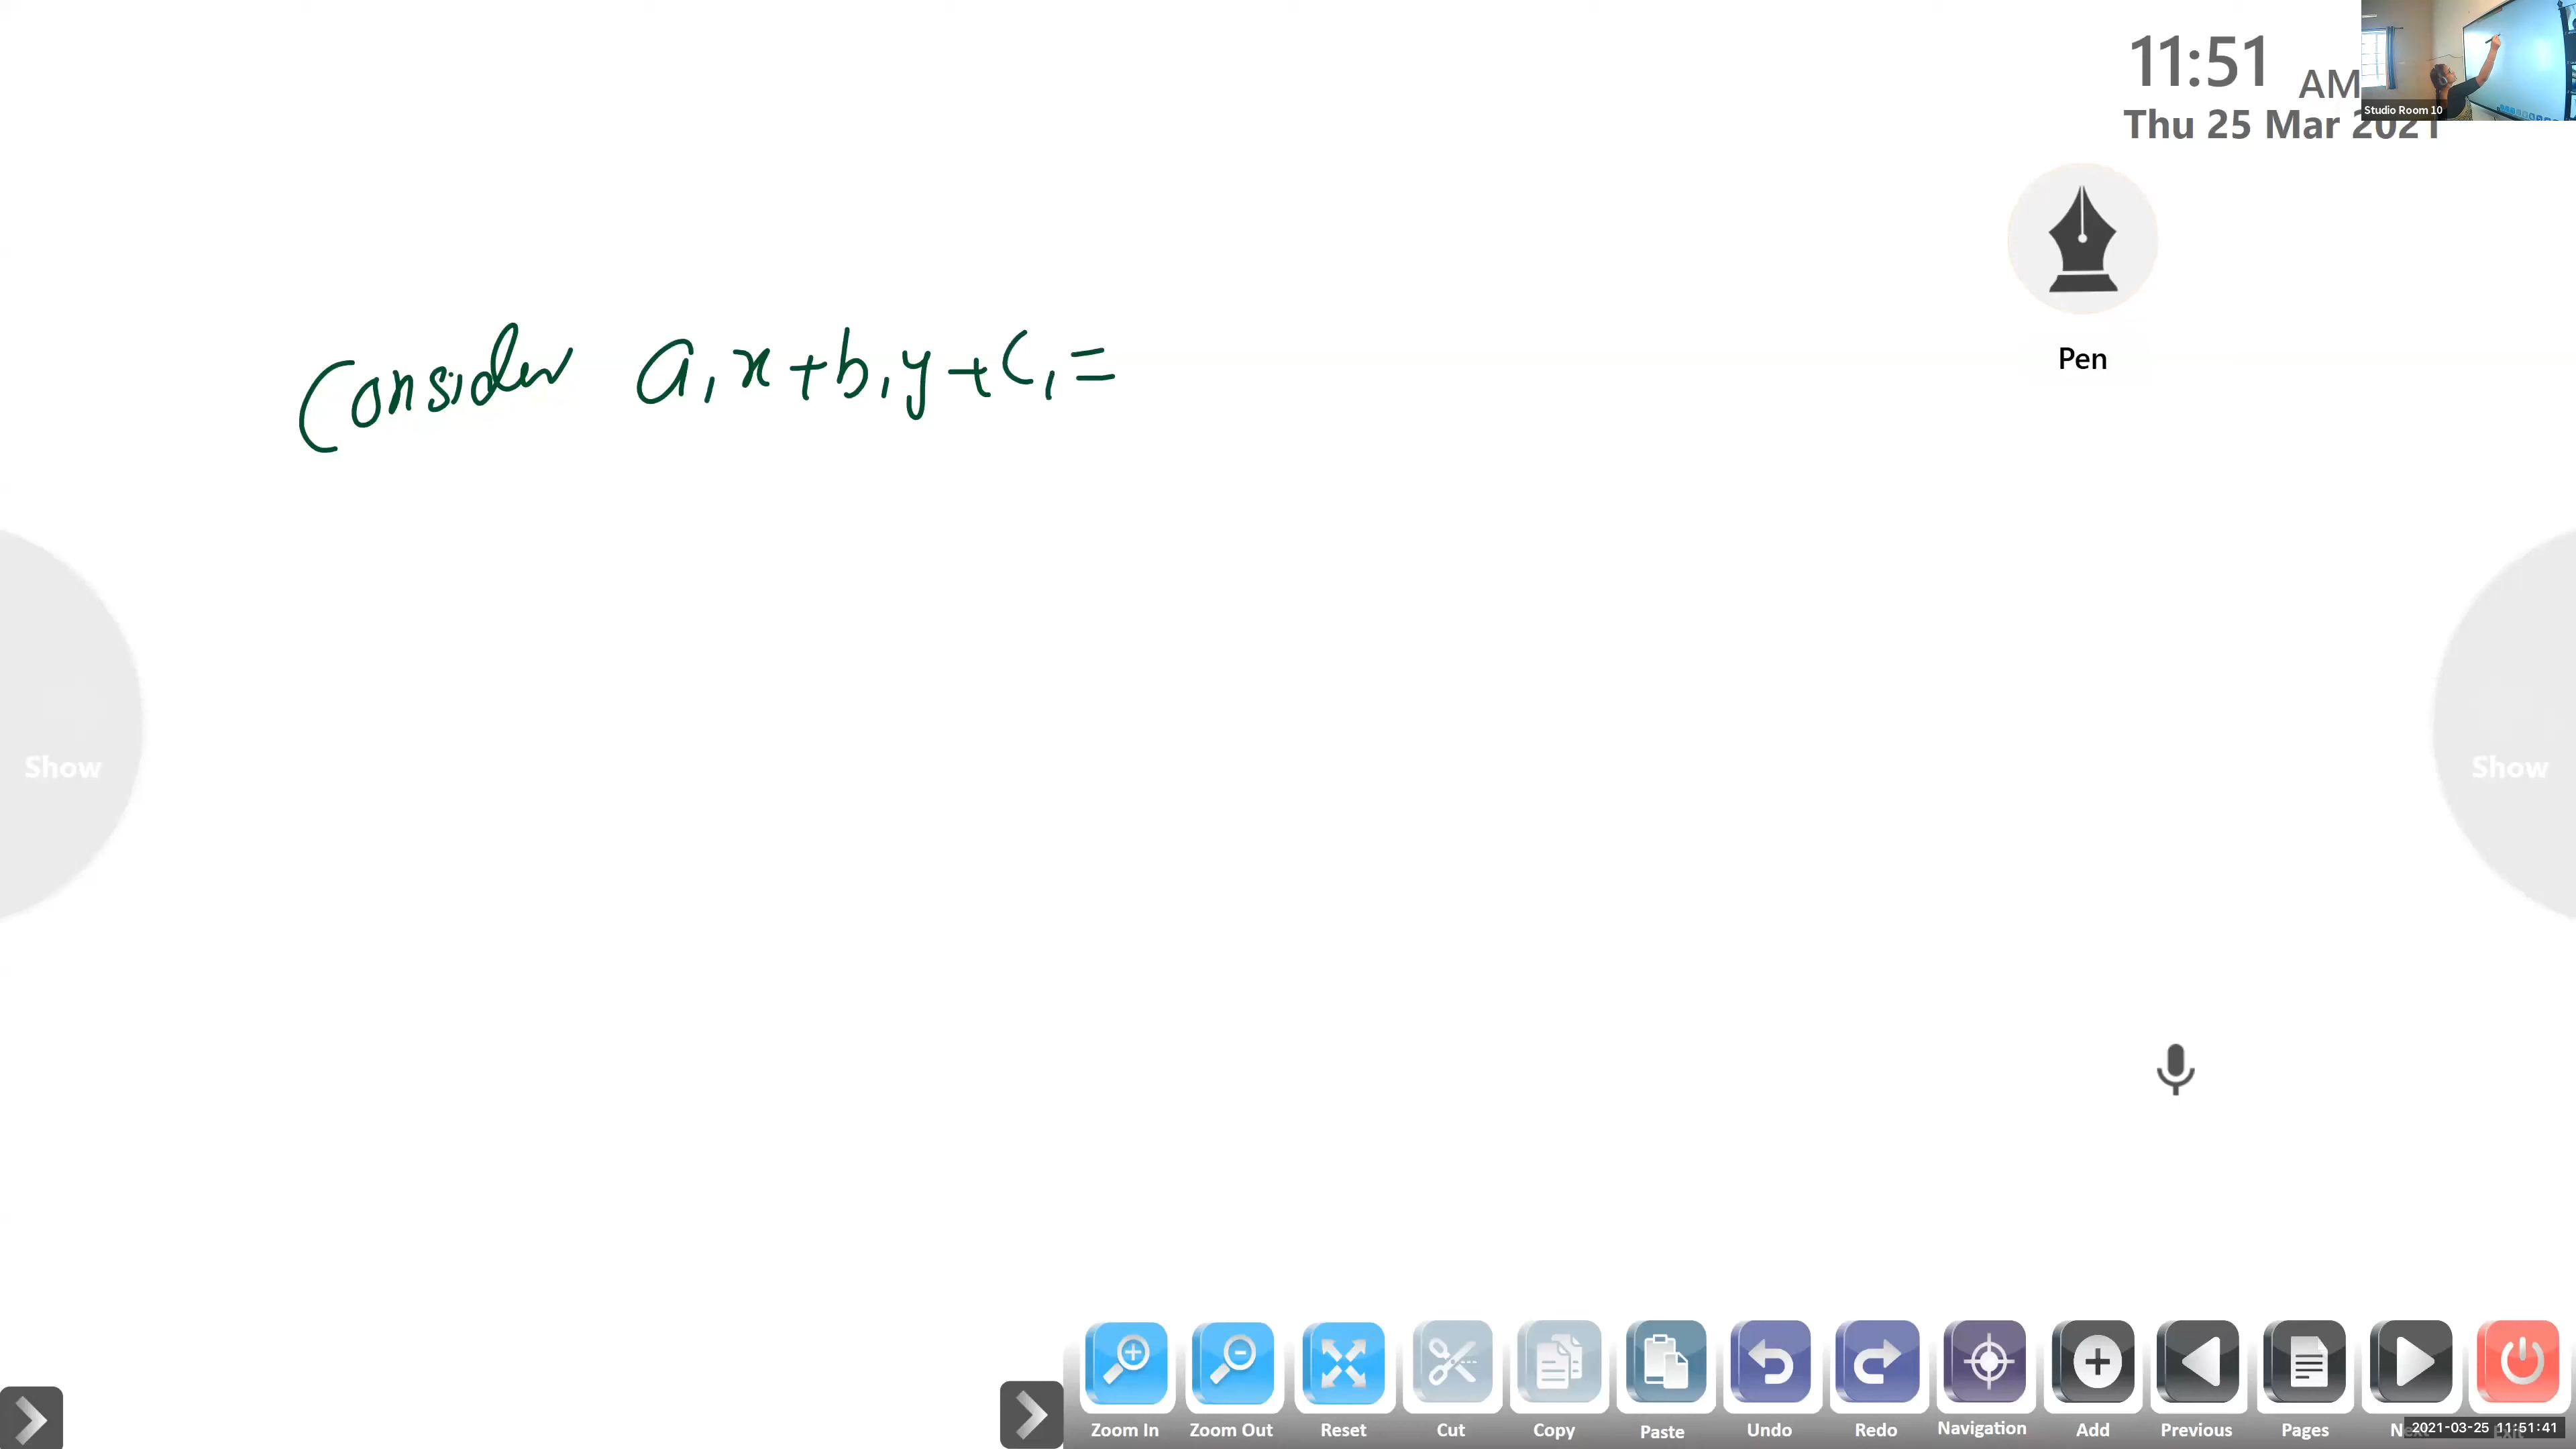 11:51 AM
Studio Room 10
Thu 25 Mar 2021
Pen
Consider a₁x+b₁y+c₁=
Show Show
Zoom In Zoom Out Reset Cut Copy Paste Undo Redo Navigation Add Previous Pages
2021-03-25 11:51:41